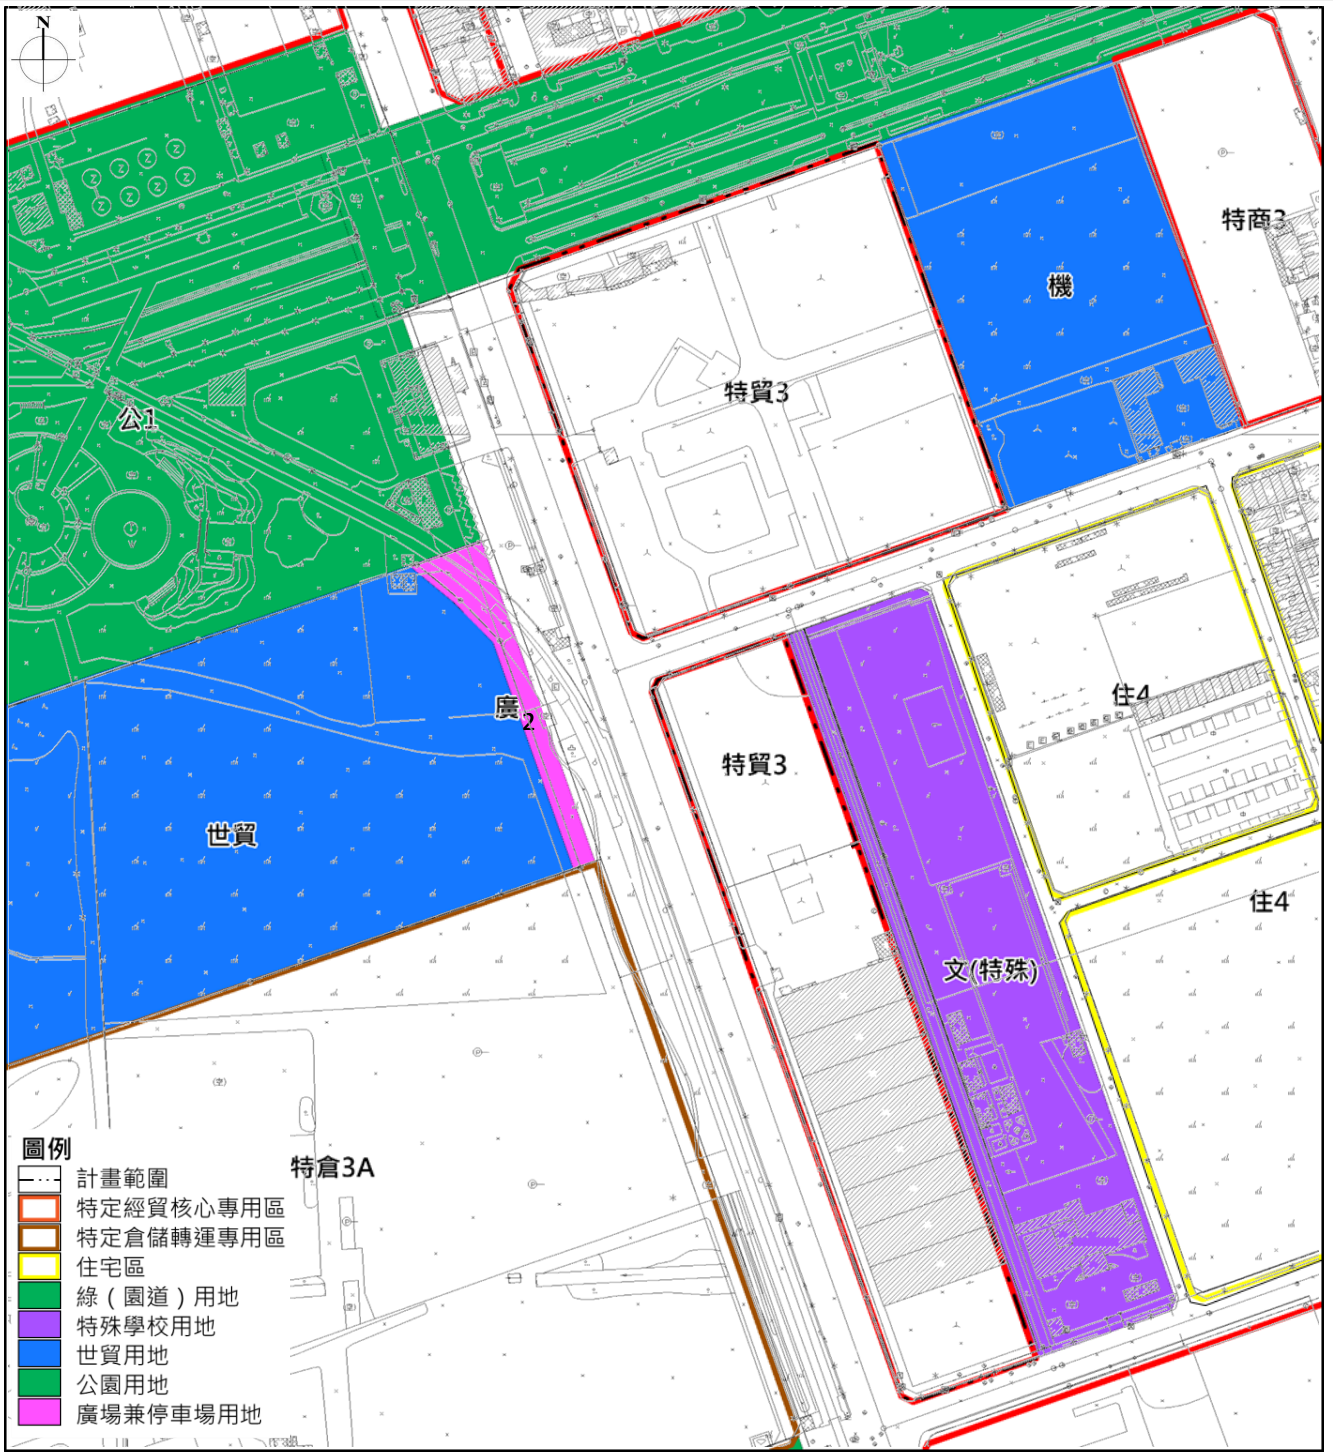 N
特商3
機
特貿3
公1
住4
廣2
特貿3
世貿
住4
文(特殊)
特倉3A
圖例
計畫範圍
特定經貿核心專用區
特定倉儲轉運專用區
住宅區
綠（園道）用地
特殊學校用地
世貿用地
公園用地
廣場兼停車場用地